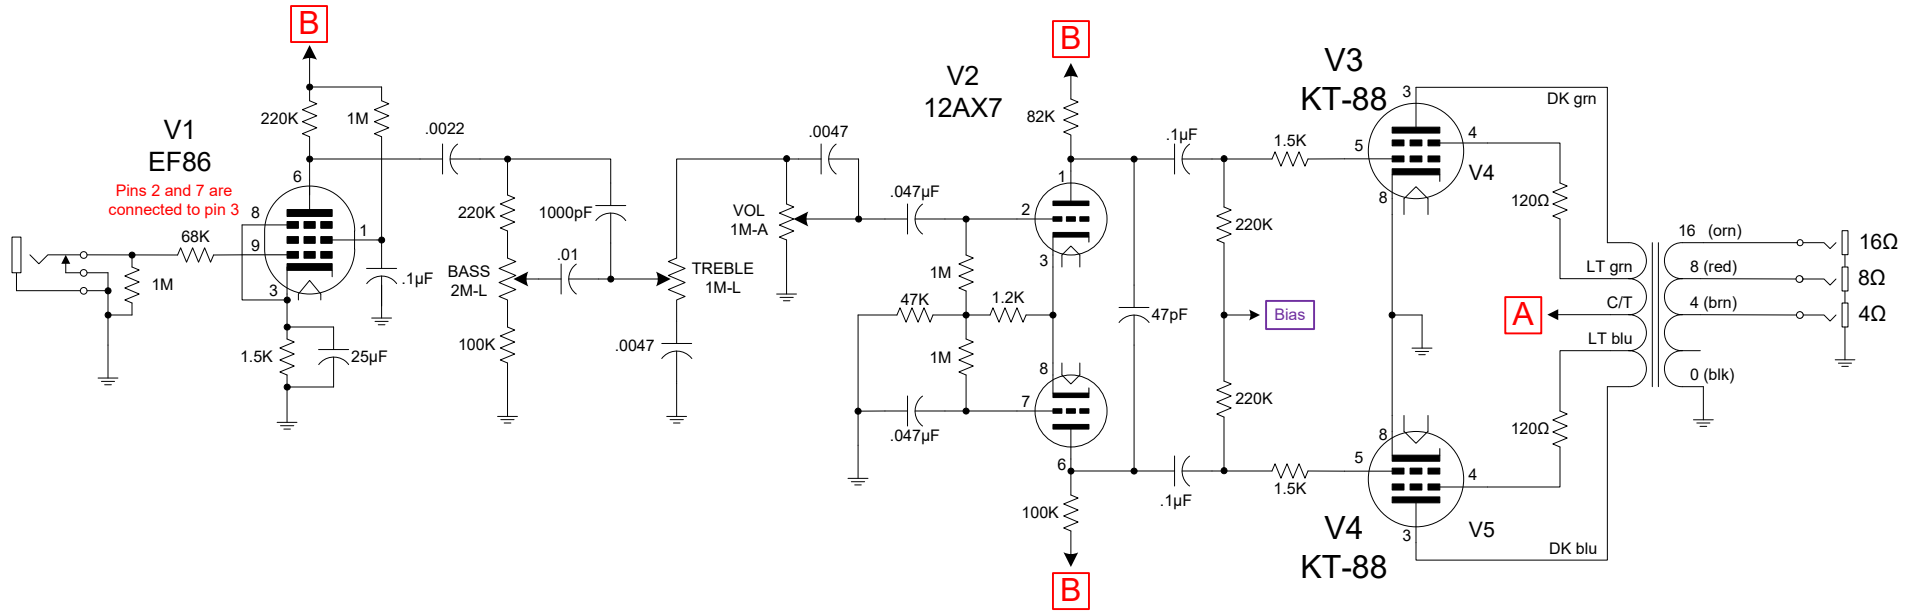 B
V1
EF86
Pins 2 and 7 are
connected to pin 3
220K
1M
6
8
9
1
3
68K
1M
.1µF
1.5K
25µF
.0022
220K
1000pF
BASS
2M-L
.01
100K
TREBLE
1M-L
.0047
VOL
1M-A
.0047
.047µF
V2
12AX7
B
82K
1
2
3
1M
47K
1.2K
1M
8
7
6
.047µF
100K
B
47pF
.1µF
220K
Bias
220K
.1µF
1.5K
1.5K
V3
KT-88
3
4
5
8
V4
120Ω
DK grn
LT grn
C/T
A
LT blu
DK blu
120Ω
8
5
4
3
V5
V4
KT-88
16 (orn)
8 (red)
4 (brn)
0 (blk)
16Ω
8Ω
4Ω